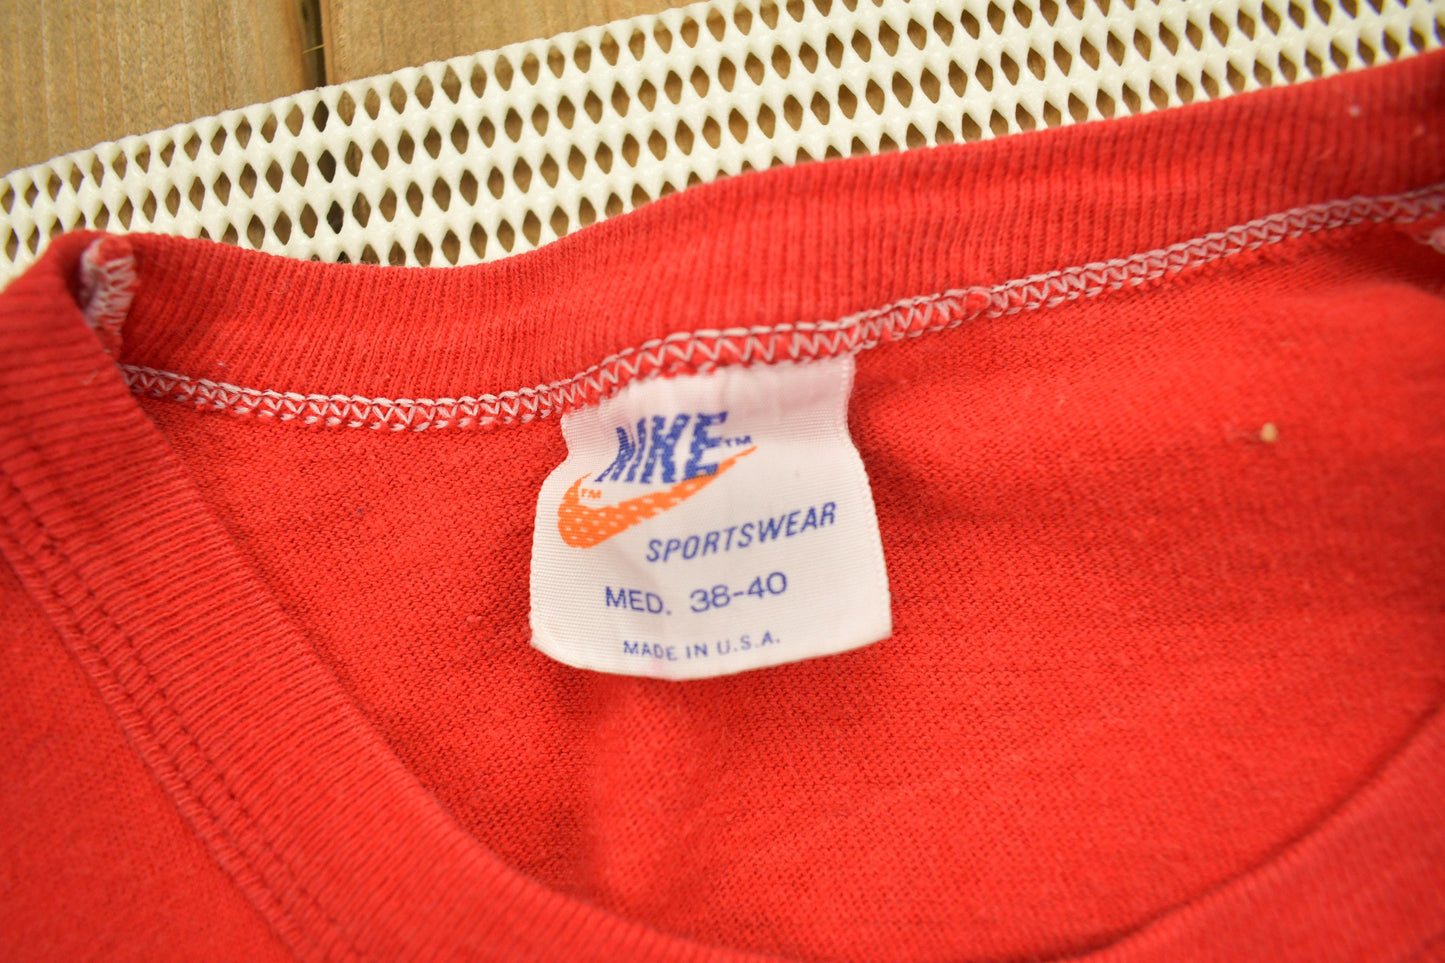 NIKE™
™
SPORTSWEAR
MED. 38-40
MADE IN U.S.A.